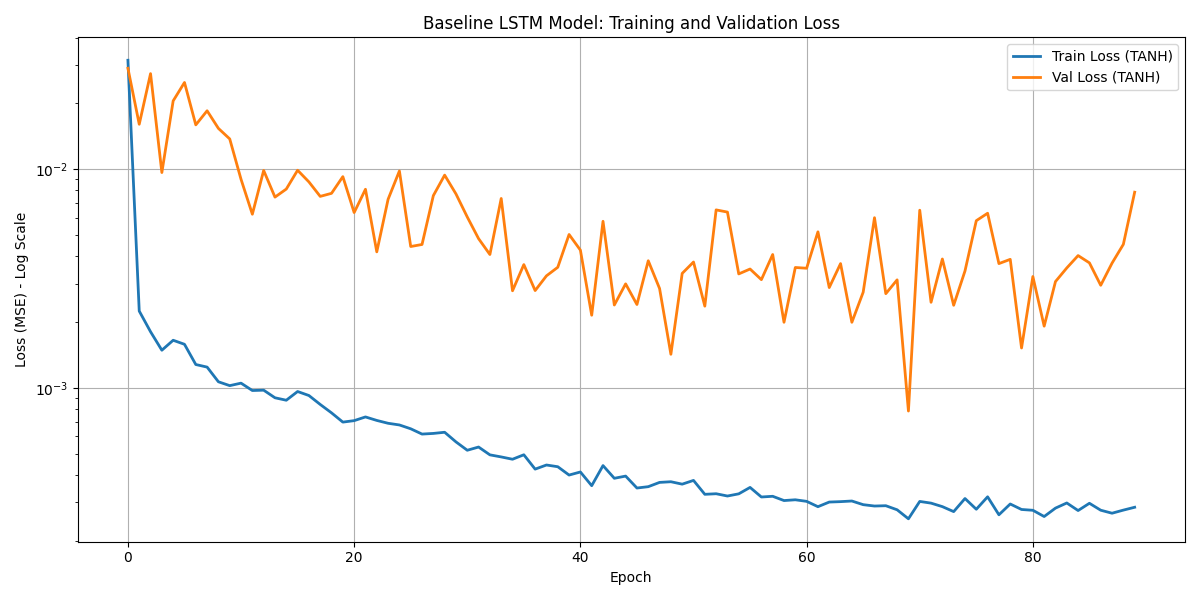 Baseline LSTM Model: Training and Validation Loss
Train Loss (TANH)
Val Loss (TANH)
Loss (MSE) - Log Scale
10⁻²
10⁻³
0 20 40 60 80
Epoch